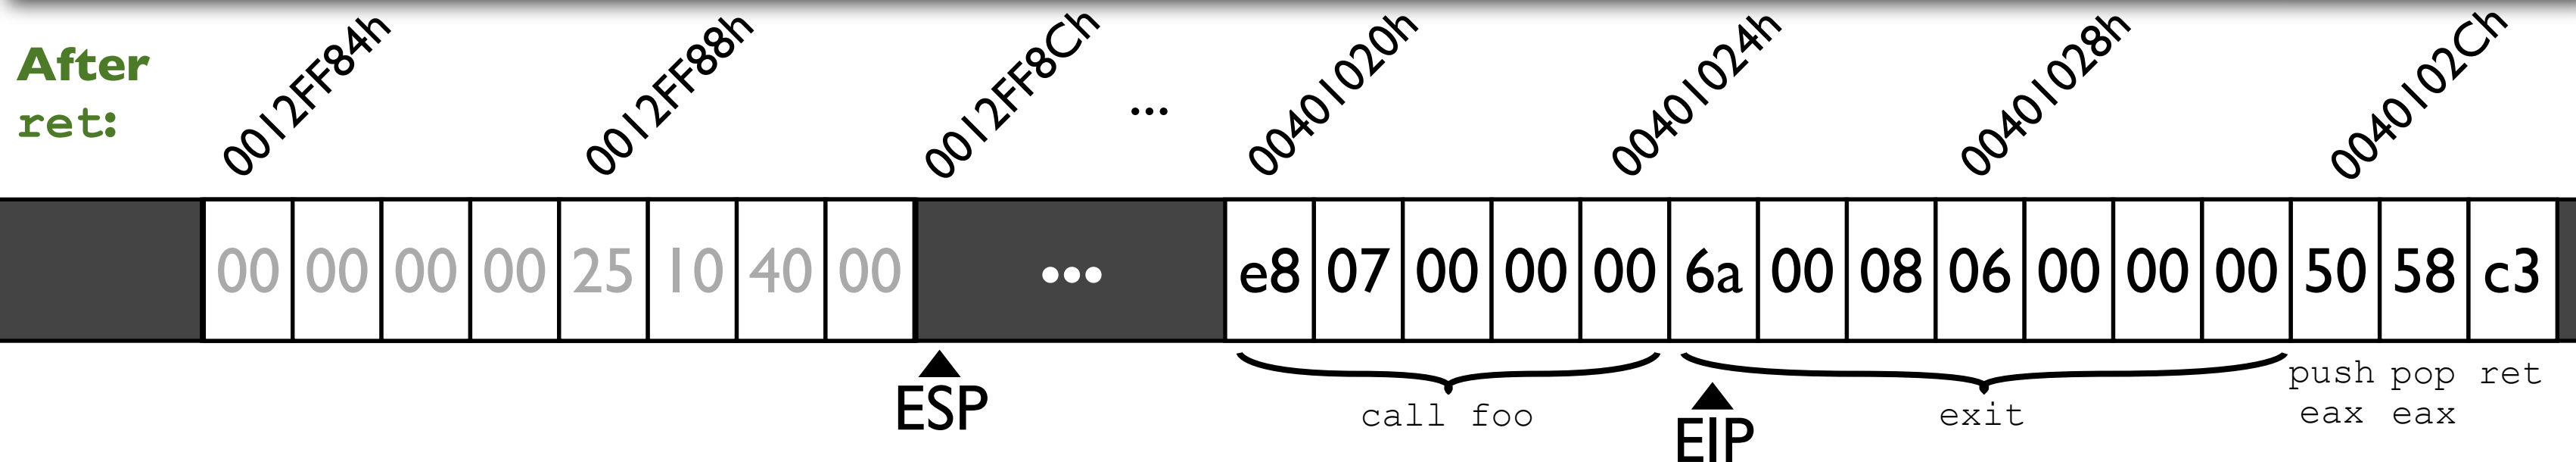 After
ret:
0012FF84h 0012FF88h 0012FF8Ch ... 00401020h 00401024h 00401028h 0040102Ch
00 00 00 00 25 10 40 00 ... e8 07 00 00 00 6a 00 08 06 00 00 00 50 58 c3
ESP
call foo
EIP
exit
push eax
pop eax
ret